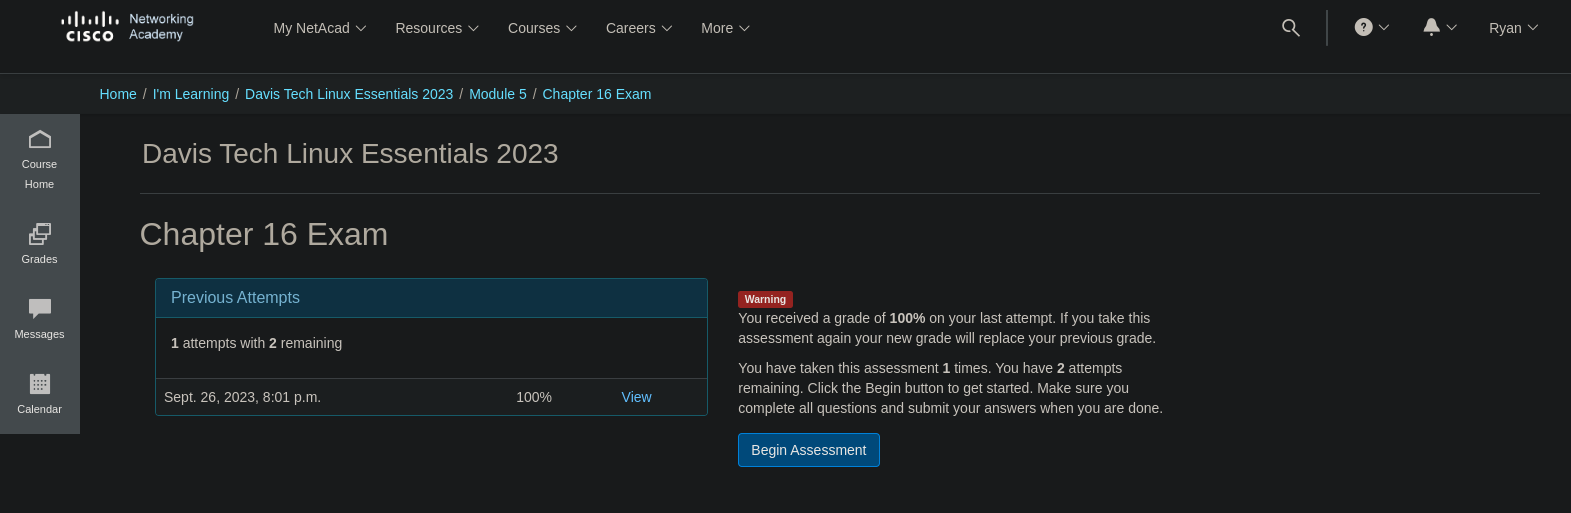 CISCO
Networking
Academy
My NetAcad
Courses
Resources
Careers
More
Ryan
Home / I'm Learning / Davis Tech Linux Essentials 2023 / Module 5 / Chapter 16 Exam
Course
Home
Grades
Messages
Calendar
Davis Tech Linux Essentials 2023
Chapter 16 Exam
Previous Attempts
1 attempts with 2 remaining
Sept. 26, 2023, 8:01 p.m. 100% View
Warning
You received a grade of 100% on your last attempt. If you take this
assessment again your new grade will replace your previous grade.
You have taken this assessment 1 times. You have 2 attempts
remaining. Click the Begin button to get started. Make sure you
complete all questions and submit your answers when you are done.
Begin Assessment